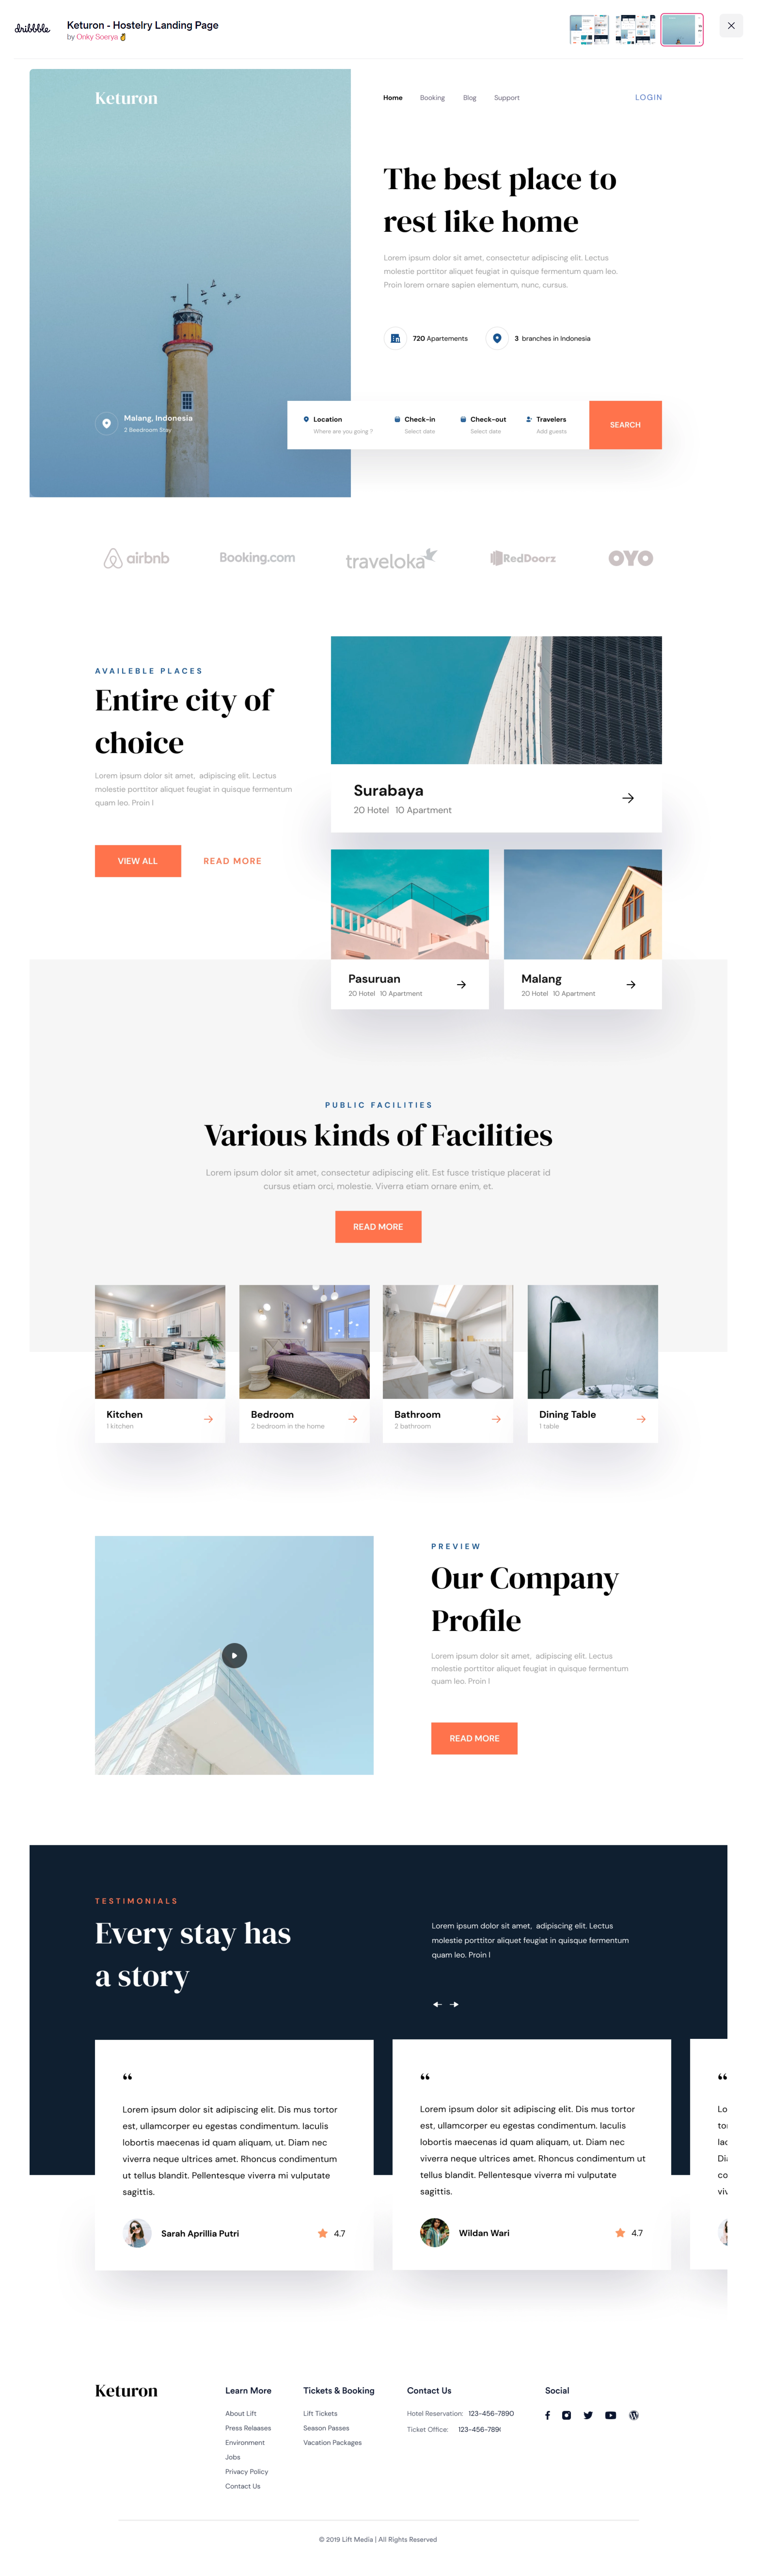 dribbble
Keturon - Hostelry Landing Page
by Onky Soerya
Keturon
Home Booking Blog Support LOGIN
The best place to
rest like home
Lorem ipsum dolor sit amet, consectetur adipiscing elit. Lectus
molestie porttitor aliquet feugiat in quisque fermentum quam leo.
Proin lorem ornare sapien elementum, nunc, cursus.
720 Apartements 3 branches in Indonesia
Malang, Indonesia
2 Beedroom Stay
Location Check-in Check-out Travelers
Where are you going ? Select date Select date Add guests
SEARCH
airbnb Booking.com traveloka RedDoorz OYO
AVAILEBLE PLACES
Entire city of
choice
Lorem ipsum dolor sit amet, adipiscing elit. Lectus
molestie porttitor aliquet feugiat in quisque fermentum
quam leo. Proin l
VIEW ALL READ MORE
Surabaya
20 Hotel 10 Apartment
Pasuruan
20 Hotel 10 Apartment
Malang
20 Hotel 10 Apartment
PUBLIC FACILITIES
Various kinds of Facilities
Lorem ipsum dolor sit amet, consectetur adipiscing elit. Est fusce tristique placerat id
cursus etiam orci, molestie. Viverra etiam ornare enim, et.
READ MORE
Kitchen
1 kitchen
Bedroom
2 bedroom in the home
Bathroom
2 bathroom
Dining Table
1 table
PREVIEW
Our Company
Profile
Lorem ipsum dolor sit amet, adipiscing elit. Lectus
molestie porttitor aliquet feugiat in quisque fermentum
quam leo. Proin l
READ MORE
TESTIMONIALS
Every stay has
a story
Lorem ipsum dolor sit amet, adipiscing elit. Lectus
molestie porttitor aliquet feugiat in quisque fermentum
quam leo. Proin l
“
Lorem ipsum dolor sit adipiscing elit. Dis mus tortor
est, ullamcorper eu egestas condimentum. Iaculis
lobortis maecenas id quam aliquam, ut. Diam nec
viverra neque ultrices amet. Rhoncus condimentum
ut tellus blandit. Pellentesque viverra mi vulputate
sagittis.
Sarah Aprillia Putri 4.7
“
Lorem ipsum dolor sit adipiscing elit. Dis mus tortor
est, ullamcorper eu egestas condimentum. Iaculis
lobortis maecenas id quam aliquam, ut. Diam nec
viverra neque ultrices amet. Rhoncus condimentum ut
tellus blandit. Pellentesque viverra mi vulputate
sagittis.
Wildan Wari 4.7
“
Lo
tor
lac
Dia
co
viv
Keturon
Learn More
About Lift
Press Releases
Environment
Jobs
Privacy Policy
Contact Us
Tickets & Booking
Lift Tickets
Season Passes
Vacation Packages
Contact Us
Hotel Reservation: 123-456-7890
Ticket Office: 123-456-789
Social
© 2019 Lift Media | All Rights Reserved